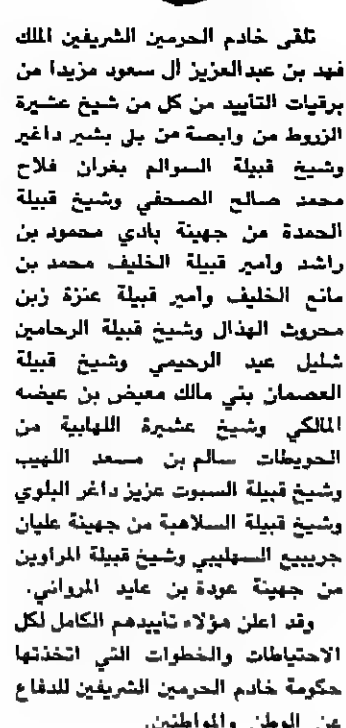 تلقى خادم الحرمين الشريفين الملك
فهد بن عبدالعزيز آل سعود مزيدا من
برقيات التأييد من كل من شيخ عشيرة
الزروط من وابصة من بلي بشير داغير
وشيخ قبيلة السوالم بغران فلاح
محمد صالح الصحفي وشيخ قبيلة
الحمدة من جهينة بادي محمود بن
راشد وامير قبيلة الخليف محمد بن
مانع الخليف وامير قبيلة عنزة زبن
محروث الهذال وشيخ قبيلة الرحامين
شليل عيد الرحيمي وشيخ قبيلة
العصمان بني مالك معيض بن عيضه
المالكي وشيخ عشيرة اللهابية من
الحويطات سالم بن مسعد اللهيب
وشيخ قبيلة السبوت عزيز داغر البلوي
وشيخ قبيلة السلاهبة من جهينة عليان
جريبيع السهليبي وشيخ قبيلة المراوين
من جهينة عودة بن عايد المرواني.
وقد اعلن هؤلاء تأييدهم الكامل لكل
الاحتياطات والخطوات التي اتخذتها
حكومة خادم الحرمين الشريفين للدفاع
عن الوطن والمواطنين.